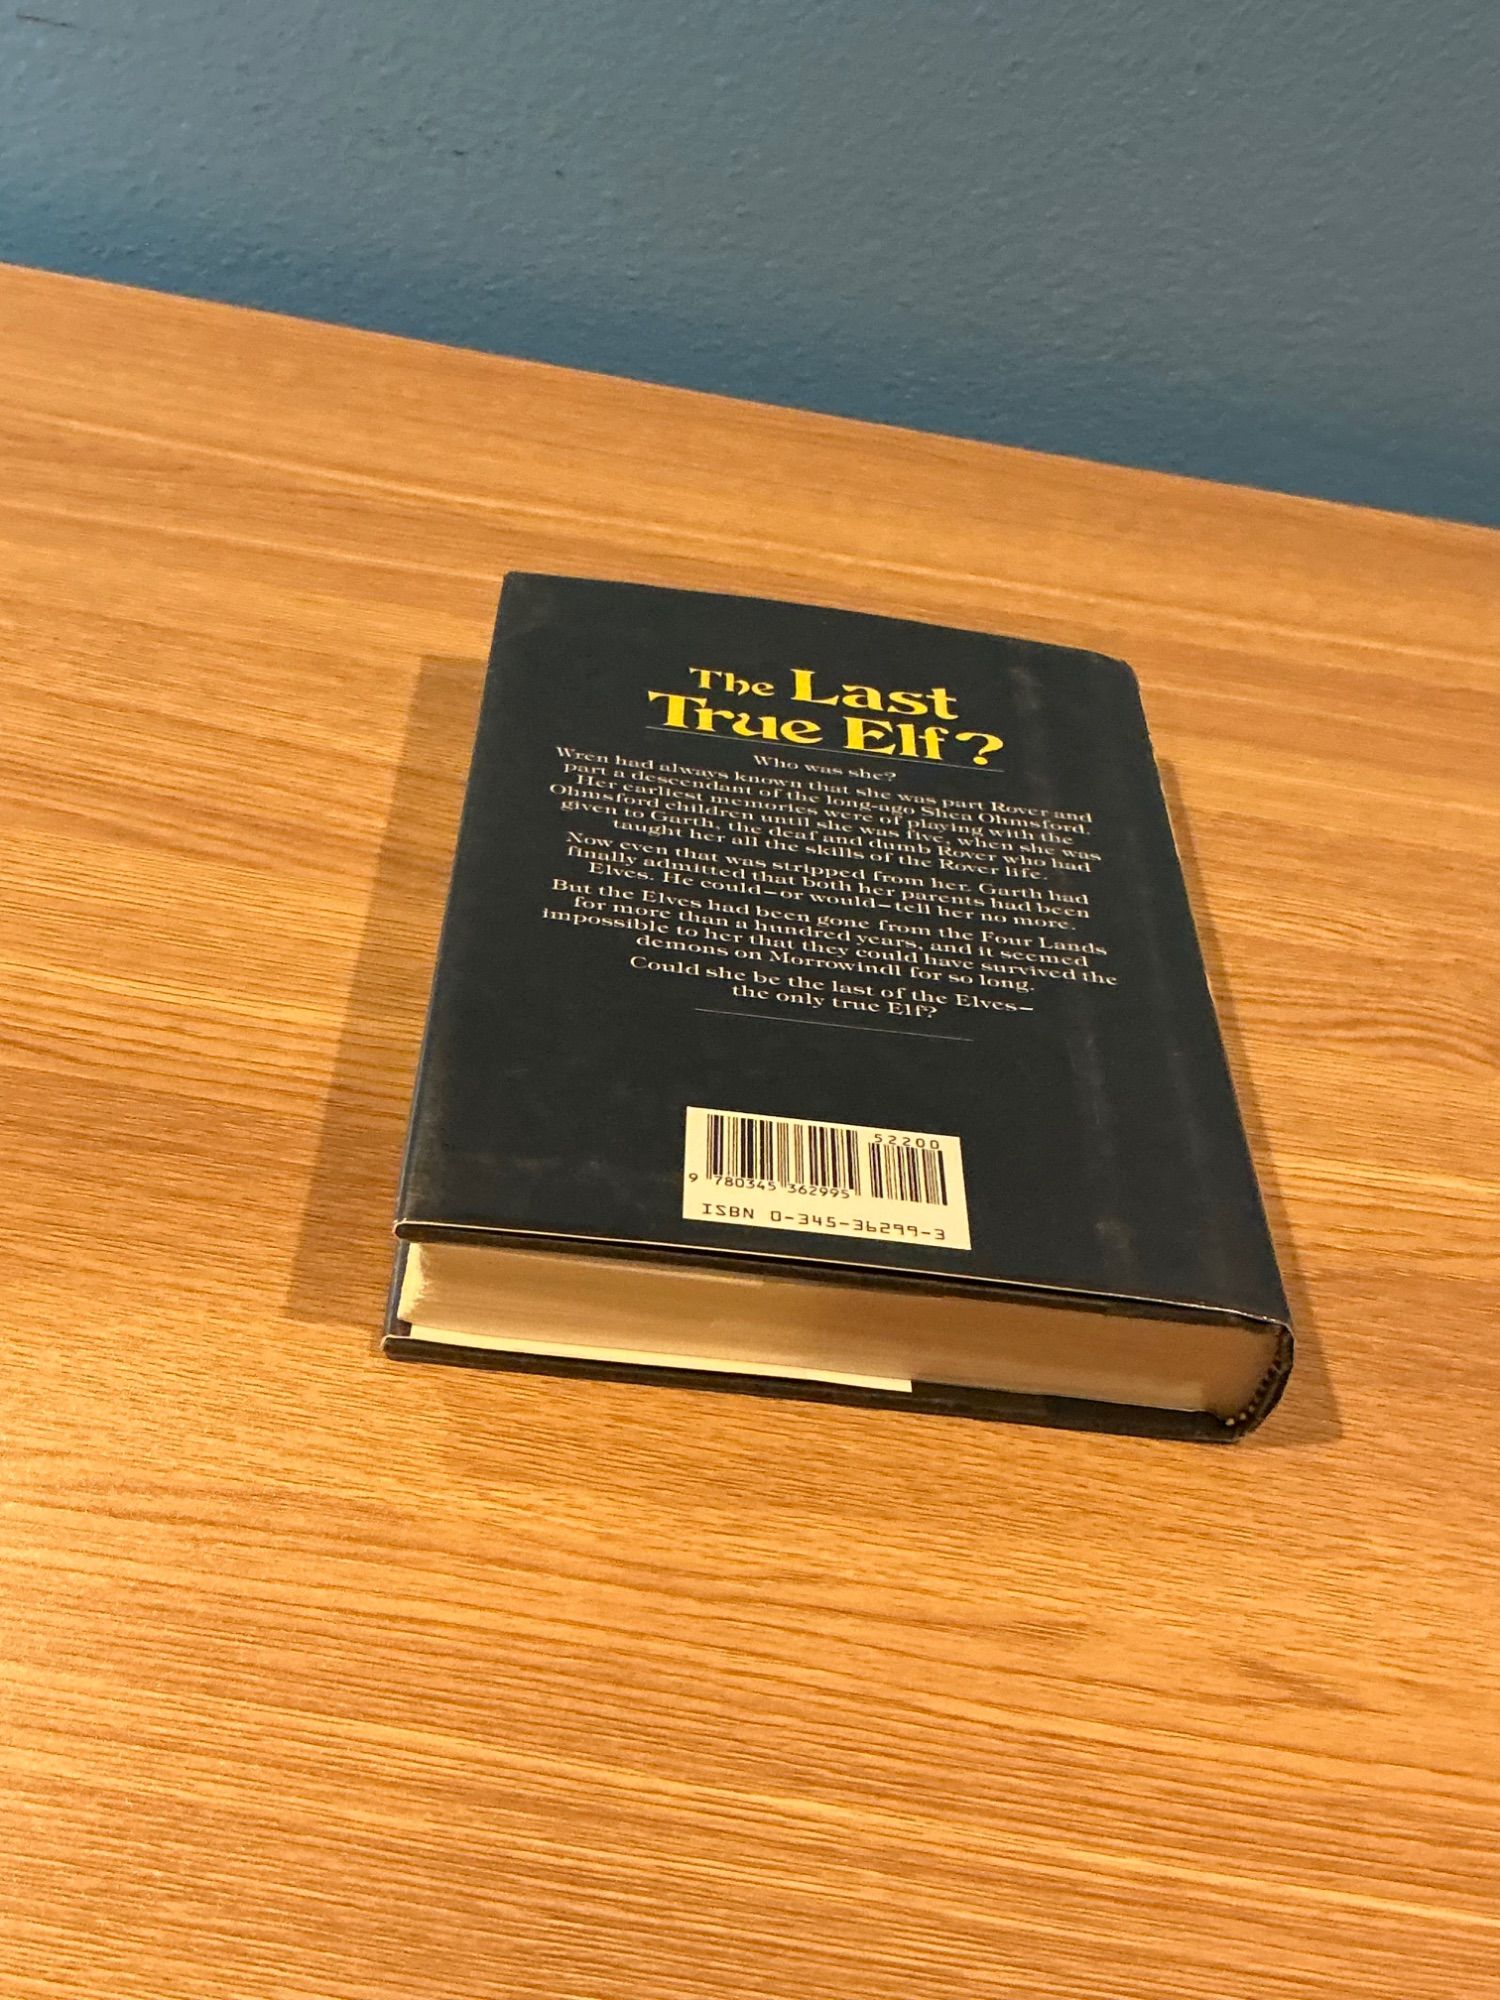 The Last
True Elf?
Who was she?
Wren had always known that she was part Rover and
part a descendant of the long-ago Shea Ohmsford.
Her earliest memories were of playing with the
Ohmsford children until she was five, when she was
given to Garth, the deaf and dumb Rover who had
taught her all the skills of the Rover life.
Now even that was stripped from her. Garth had
finally admitted that both her parents had been
Elves. He could—or would—tell her no more.
But the Elves had been gone from the Four Lands
for more than a hundred years, and it seemed
impossible to her that they could have survived the
demons on Morrowindl for so long.
Could she be the last of the Elves—
the only true Elf?
52200
9 780345 362995
ISBN 0-345-36299-3